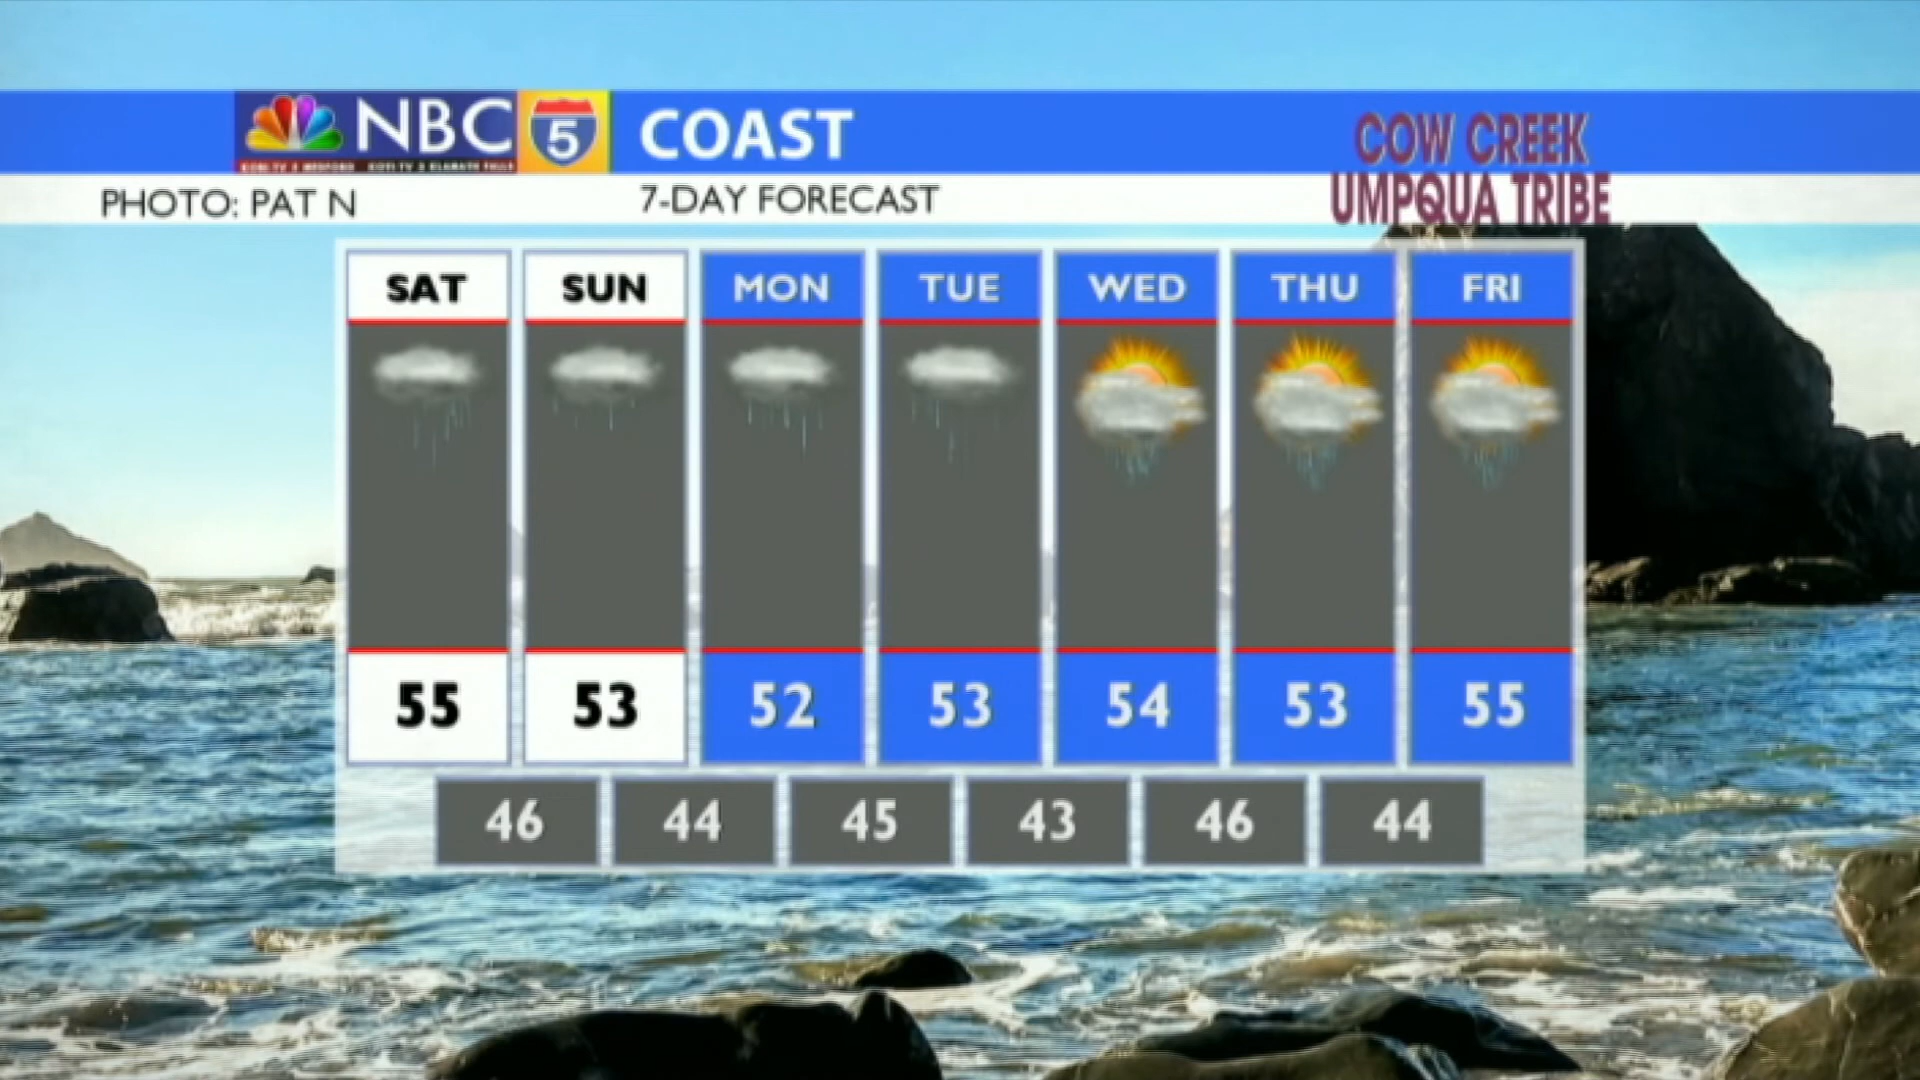 NBC 5
COAST
COW CREEK
UMPQUA TRIBE
PHOTO: PAT N
7-DAY FORECAST
SAT SUN MON TUE WED THU FRI
55 53 52 53 54 53 55
46 44 45 43 46 44